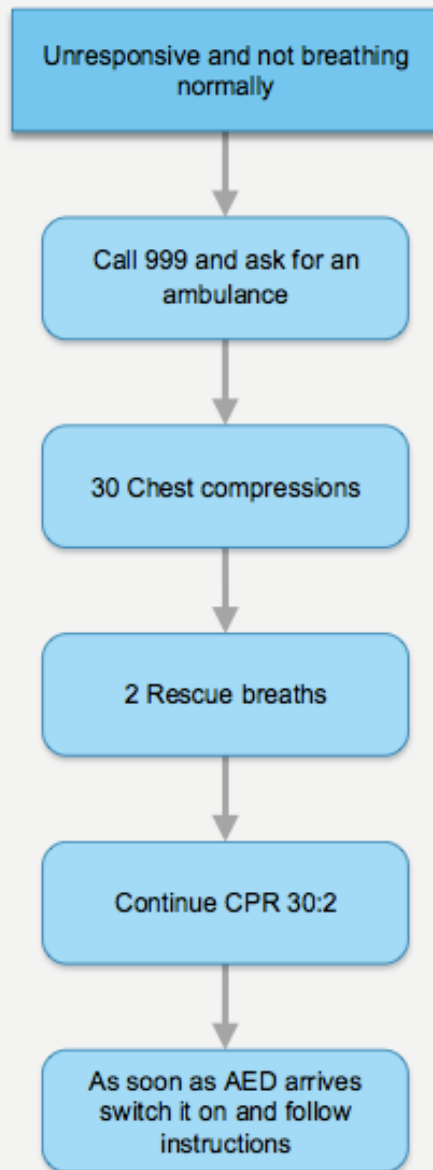 Unresponsive and not breathing
normally
Call 999 and ask for an
ambulance
30 Chest compressions
2 Rescue breaths
Continue CPR 30:2
As soon as AED arrives
switch it on and follow
instructions